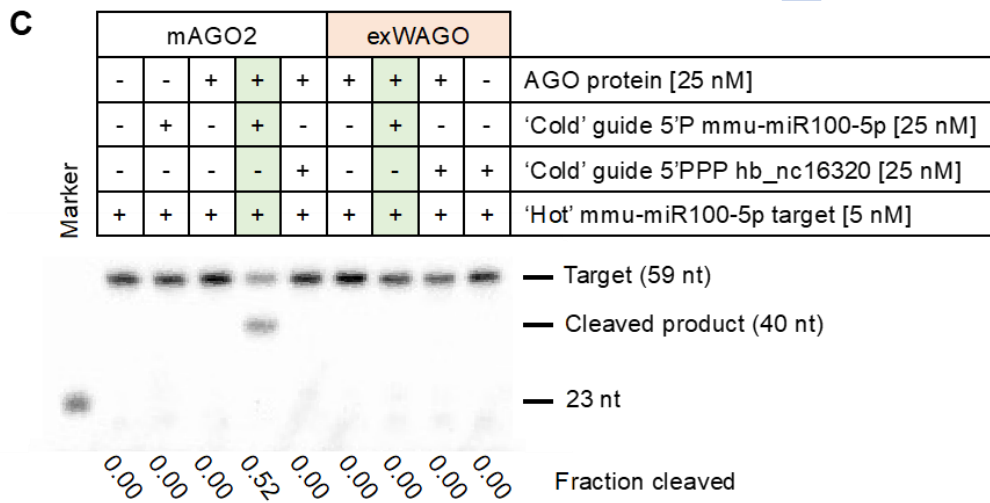 C
mAGO2 exWAGO
- - + + + + + + - AGO protein [25 nM]
- + - + - - + - - ‘Cold’ guide 5’P mmu-miR100-5p [25 nM]
- - - - + - - + + ‘Cold’ guide 5’PPP hb_nc16320 [25 nM]
+ + + + + + + + + ‘Hot’ mmu-miR100-5p target [5 nM]
Marker
Target (59 nt)
Cleaved product (40 nt)
23 nt
0.00 0.00 0.00 0.52 0.00 0.00 0.00 0.00 0.00 Fraction cleaved